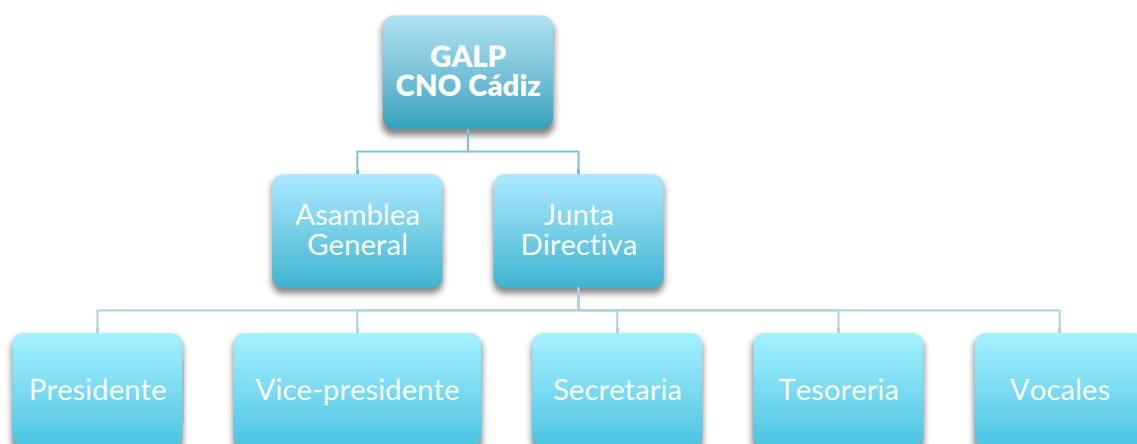 GALP
CNO Cádiz
Asamblea
General
Junta
Directiva
Presidente
Vice-presidente
Secretaria
Tesoreria
Vocales